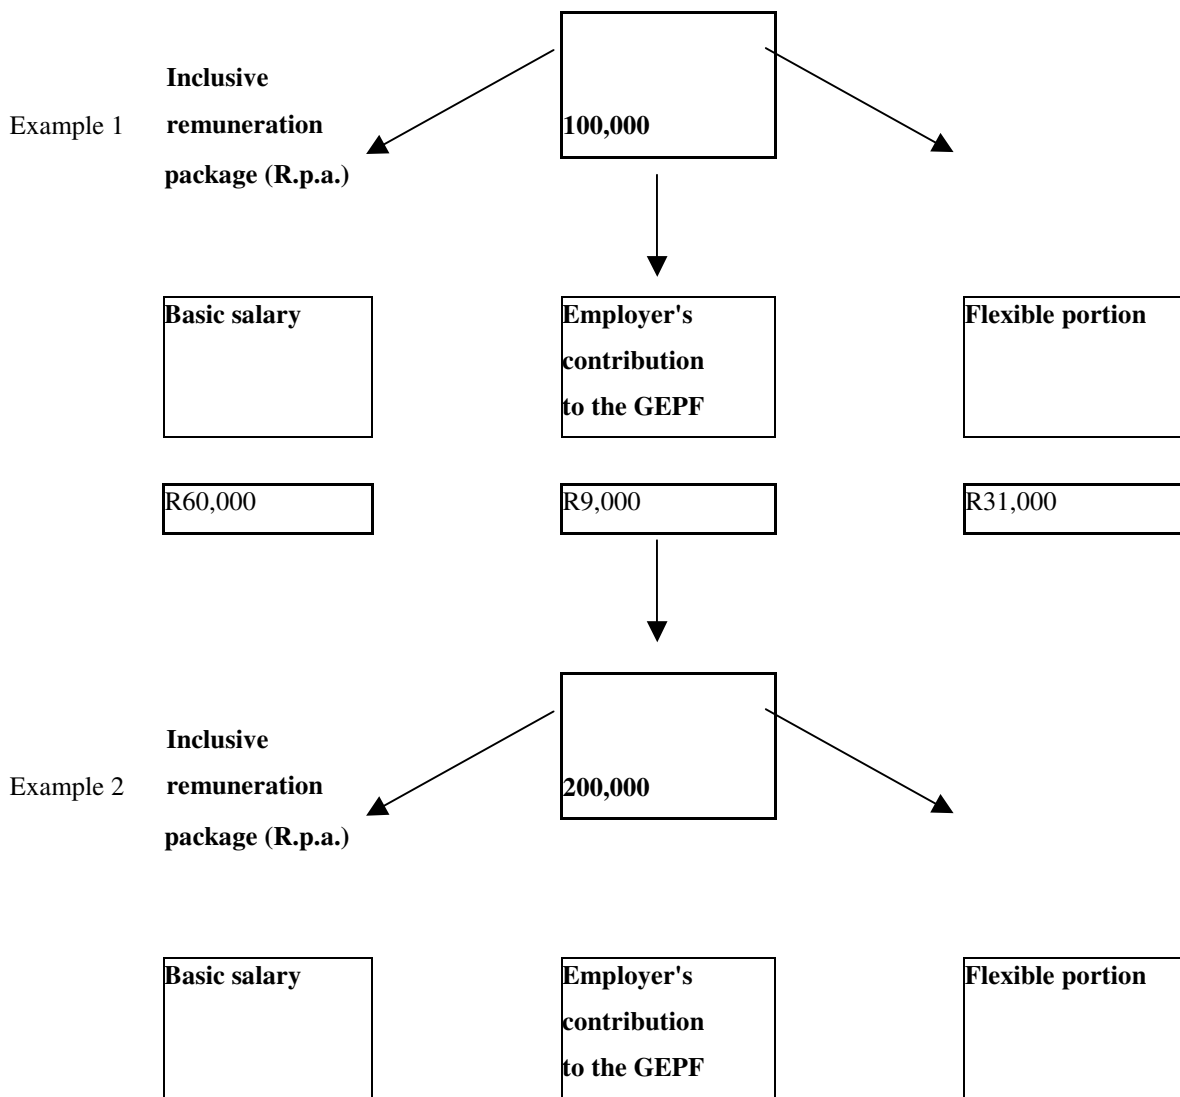 Inclusive
Example 1 remuneration 100,000
package (R.p.a.)
Basic salary Employer's Flexible portion
contribution
to the GEPF
R60,000 R9,000 R31,000
Inclusive
Example 2 remuneration 200,000
package (R.p.a.)
Basic salary Employer's Flexible portion
contribution
to the GEPF